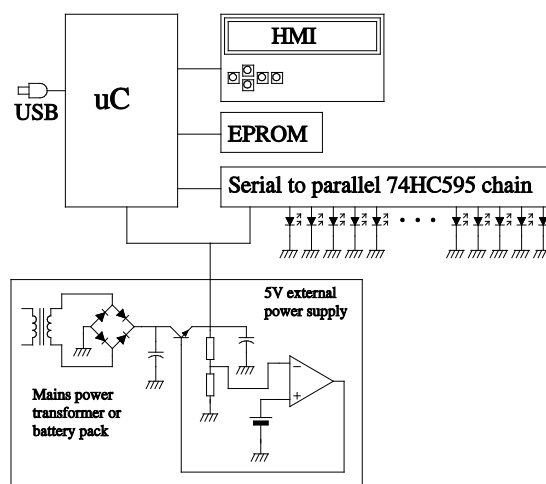 HMI
uC
USB
EPROM
Serial to parallel 74HC595 chain
5V external
power supply
Mains power
transformer or
battery pack